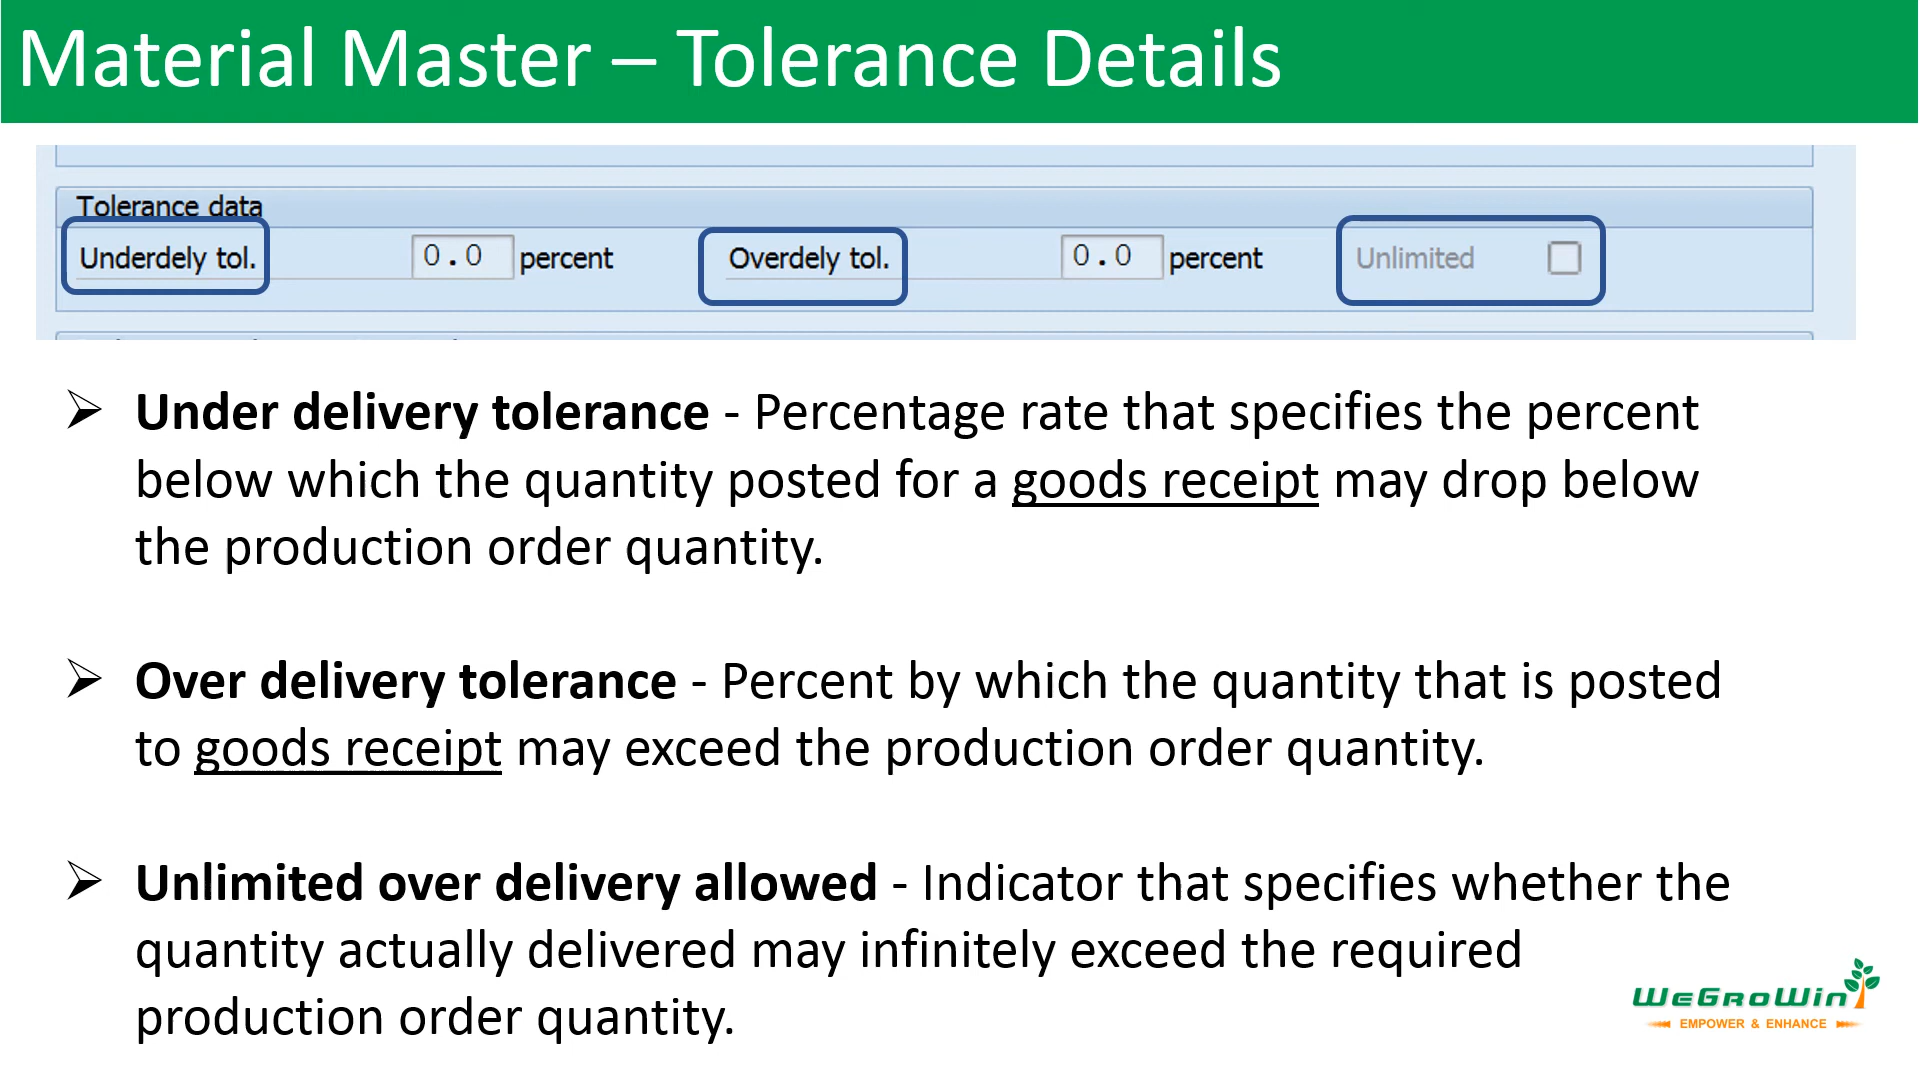 Material Master – Tolerance Details
Tolerance data
Underdely tol. 0.0 percent Overdely tol. 0.0 percent Unlimited
➢ Under delivery tolerance - Percentage rate that specifies the percent
below which the quantity posted for a goods receipt may drop below
the production order quantity.
➢ Over delivery tolerance - Percent by which the quantity that is posted
to goods receipt may exceed the production order quantity.
➢ Unlimited over delivery allowed - Indicator that specifies whether the
quantity actually delivered may infinitely exceed the required
production order quantity.
WeGroWin
EMPOWER & ENHANCE